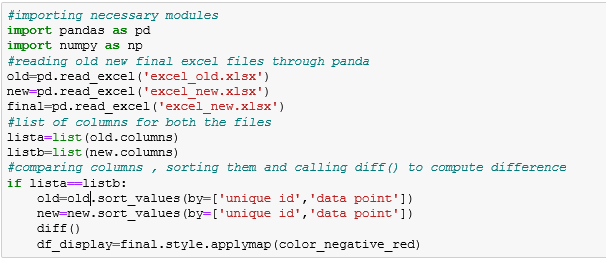 #importing necessary modules
import pandas as pd
import numpy as np
#reading old new final excel files through panda
old=pd.read_excel('excel_old.xlsx')
new=pd.read_excel('excel_new.xlsx')
final=pd.read_excel('excel_new.xlsx')
#list of columns for both the files
lista=list(old.columns)
listb=list(new.columns)
#comparing columns , sorting them and calling diff() to compute difference
if lista==listb:
    old=old.sort_values(by=['unique id','data point'])
    new=new.sort_values(by=['unique id','data point'])
    diff()
    df_display=final.style.applymap(color_negative_red)